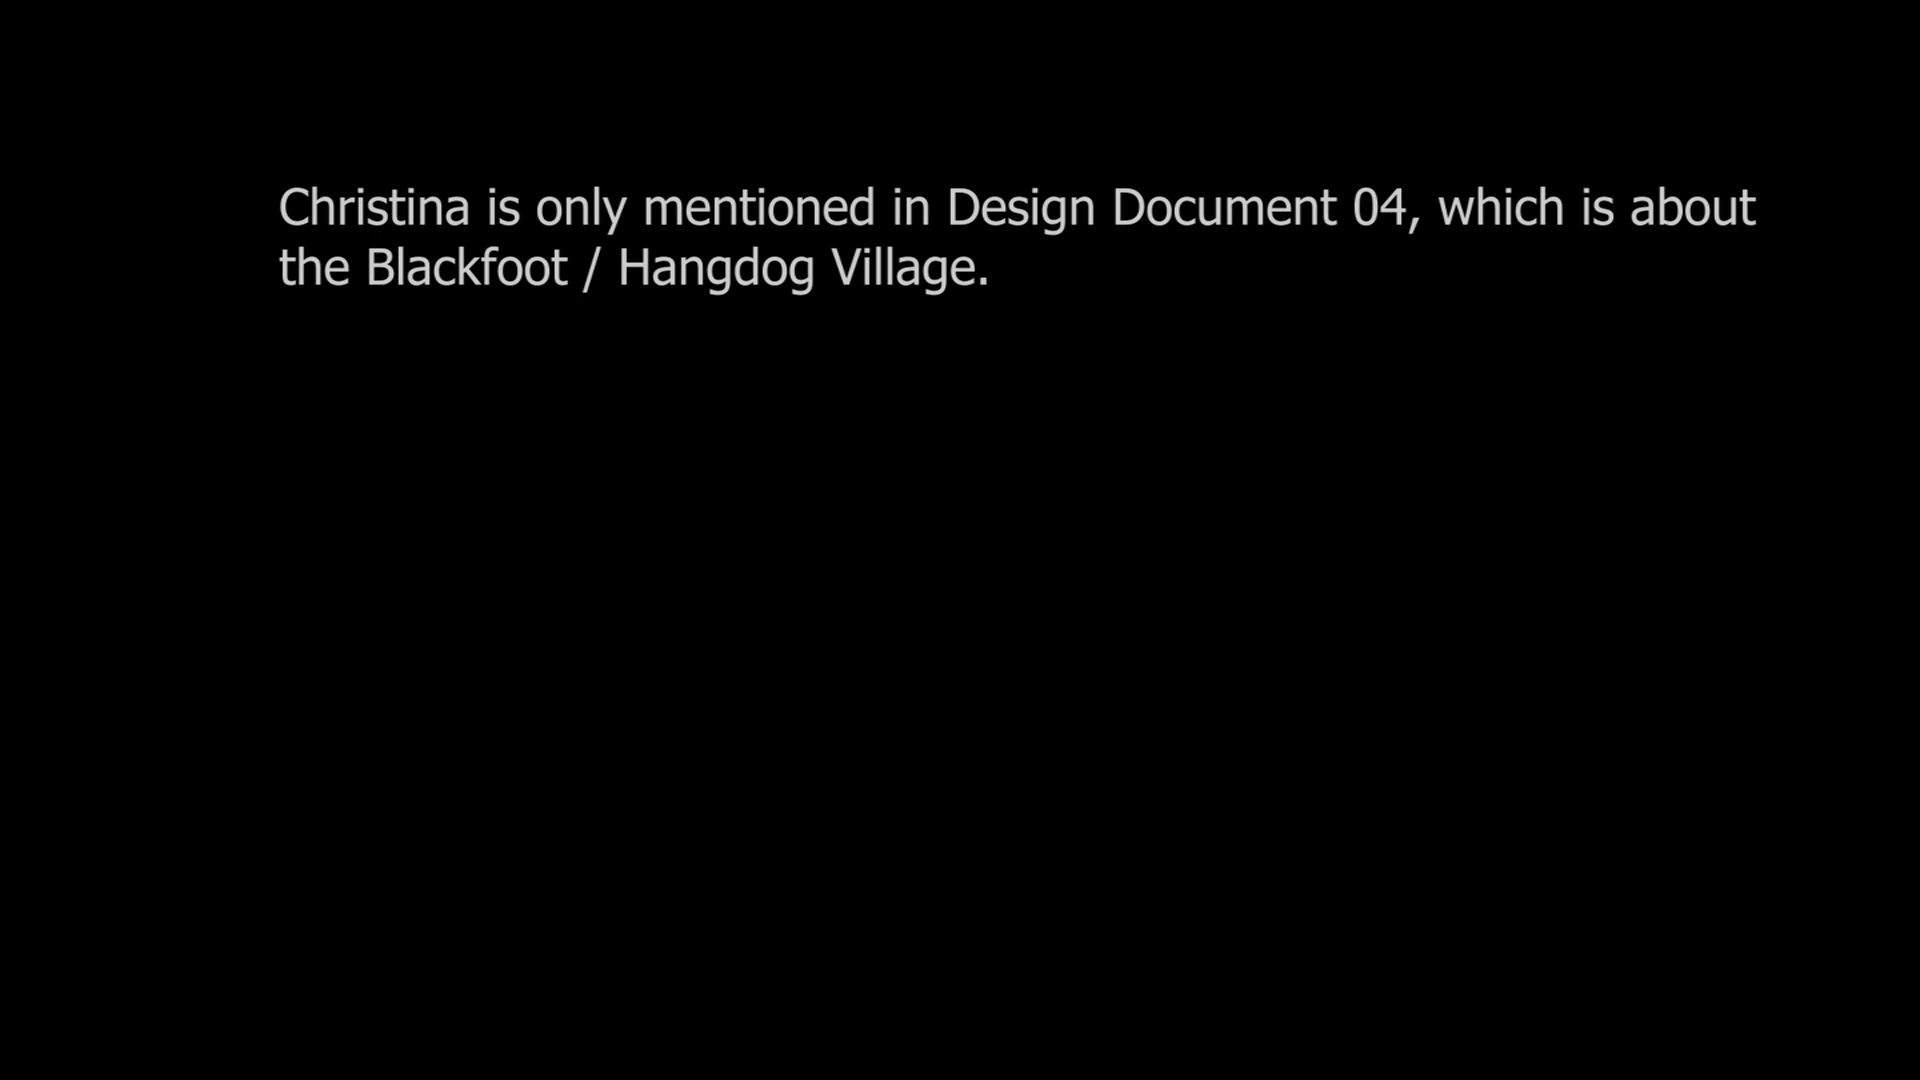 Christina is only mentioned in Design Document 04, which is about
the Blackfoot / Hangdog Village.